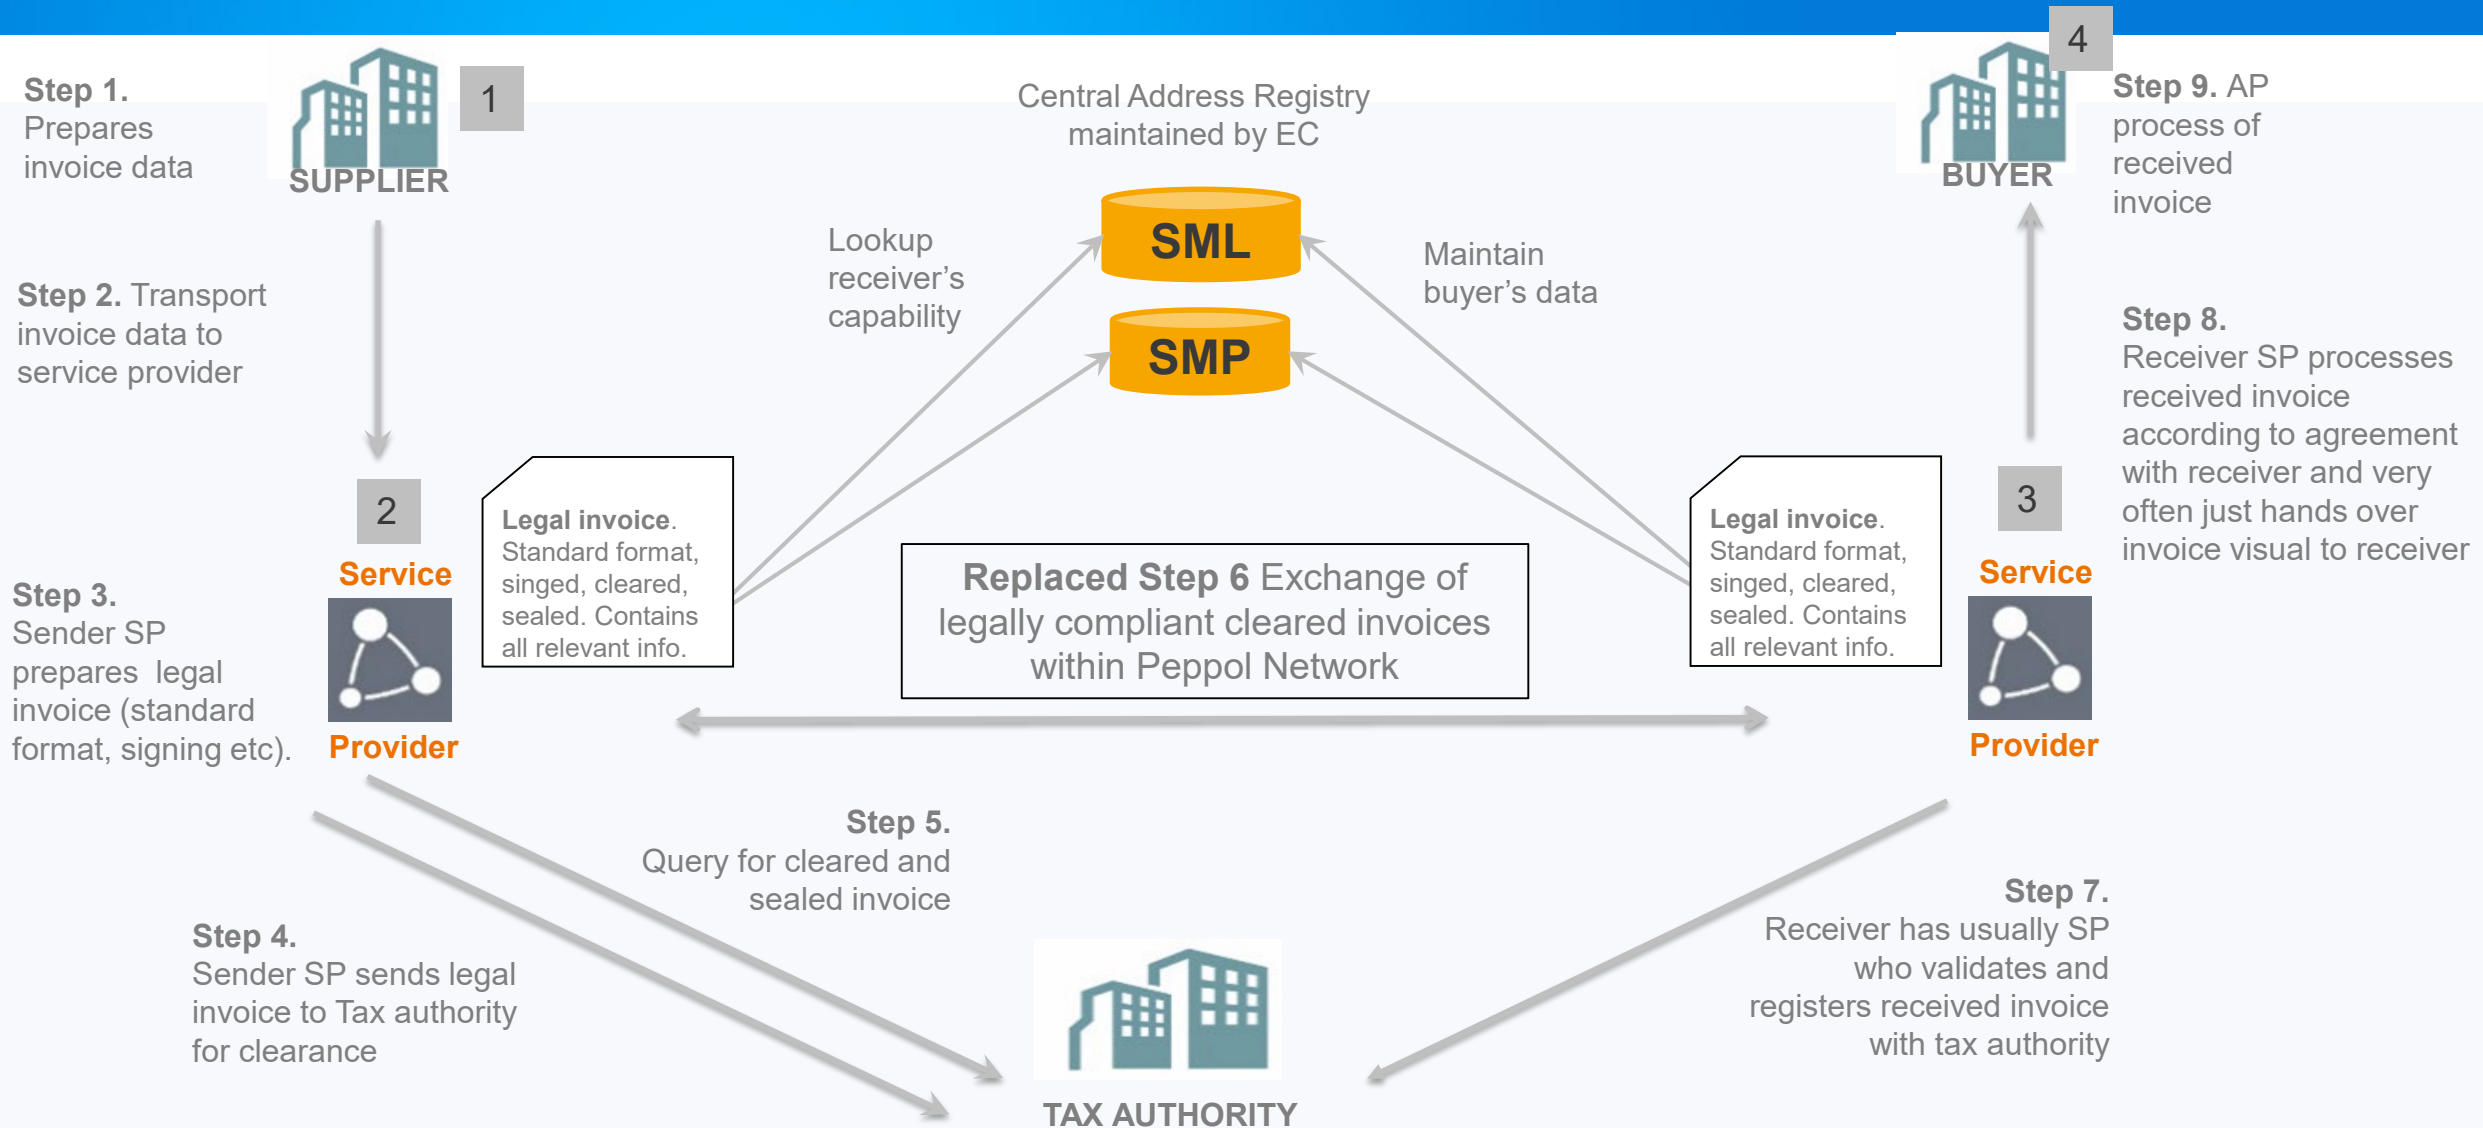 Step 1.
Prepares
invoice data
SUPPLIER
1
Step 2. Transport
invoice data to
service provider
2
Service
Provider
Step 3.
Sender SP
prepares  legal
invoice (standard
format, signing etc).
Legal invoice.
Standard format,
singed, cleared,
sealed. Contains
all relevant info.
Central Address Registry
maintained by EC
SML
SMP
Lookup
receiver’s
capability
Maintain
buyer’s data
Replaced Step 6 Exchange of
legally compliant cleared invoices
within Peppol Network
Step 4.
Sender SP sends legal
invoice to Tax authority
for clearance
Step 5.
Query for cleared and
sealed invoice
TAX AUTHORITY
Step 7.
Receiver has usually SP
who validates and
registers received invoice
with tax authority
Legal invoice.
Standard format,
singed, cleared,
sealed. Contains
all relevant info.
3
Service
Provider
Step 8.
Receiver SP processes
received invoice
according to agreement
with receiver and very
often just hands over
invoice visual to receiver
4
BUYER
Step 9. AP
process of
received
invoice